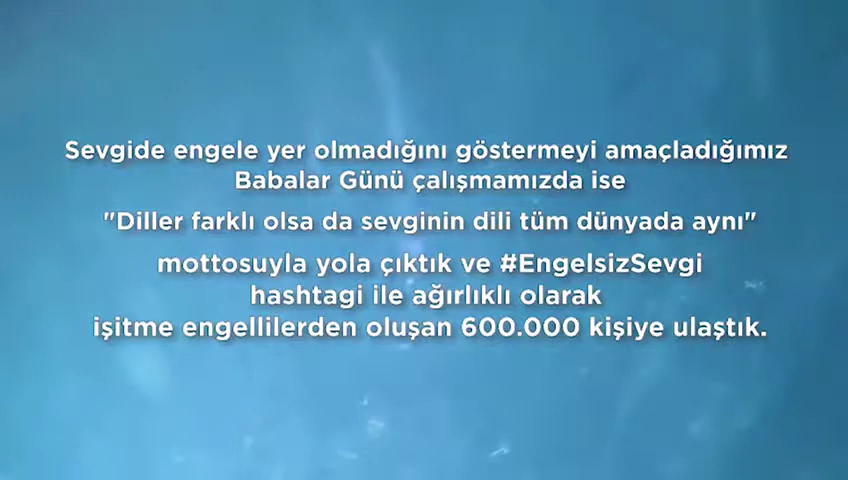 Sevgide engele yer olmadığını göstermeyi amaçladığımız
Babalar Günü çalışmamızda ise
"Diller farklı olsa da sevginin dili tüm dünyada aynı"
mottosuyla yola çıktık ve #EngelsizSevgi
hashtagi ile ağırlıklı olarak
işitme engellilerden oluşan 600.000 kişiye ulaştık.